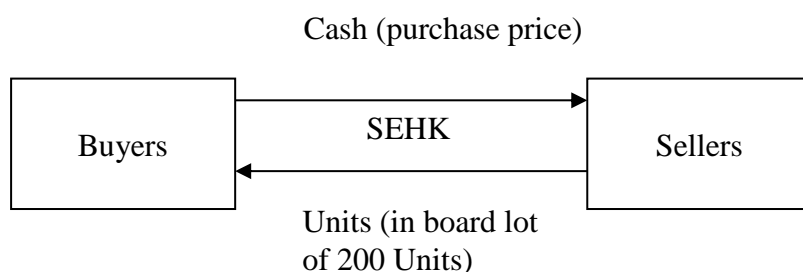 Cash (purchase price)
Buyers
SEHK
Sellers
Units (in board lot
of 200 Units)